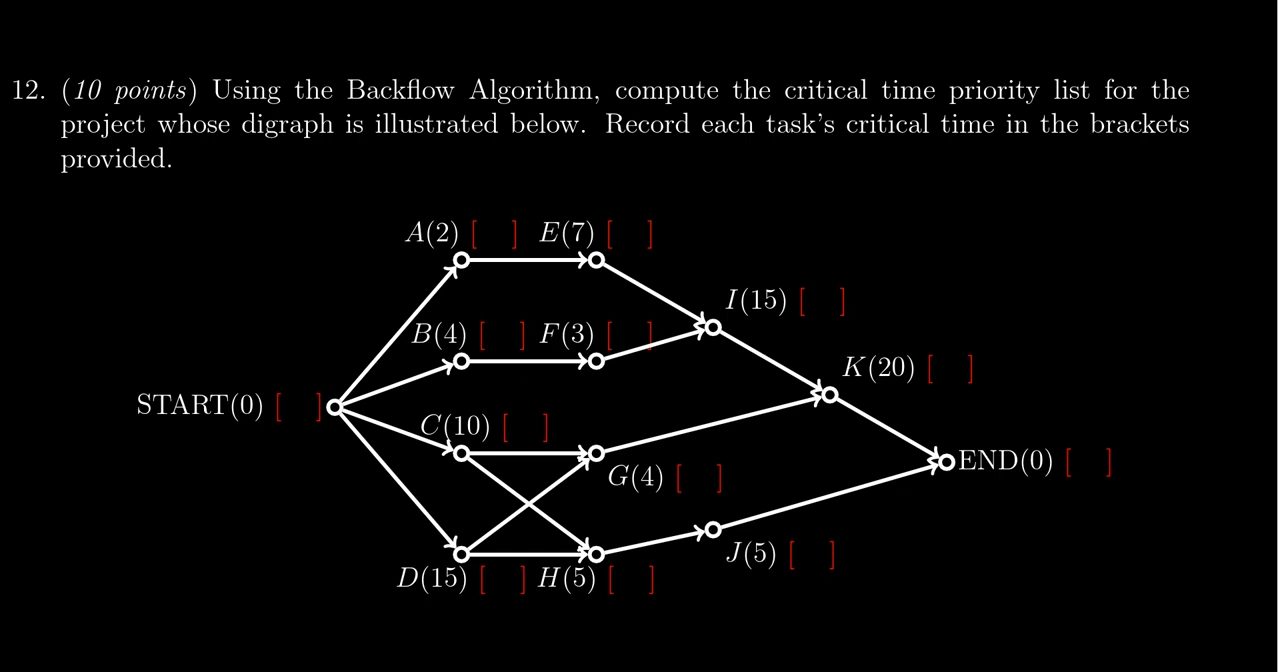 12. (10 points) Using the Backflow Algorithm, compute the critical time priority list for the
project whose digraph is illustrated below. Record each task's critical time in the brackets
provided.
A(2) [ ] E(7) [ ]
I(15) [ ]
B(4) [ ] F(3) [ ]
K(20) [ ]
START(0) [ ]
C(10) [ ]
END(0) [ ]
G(4) [ ]
J(5) [ ]
D(15) [ ] H(5) [ ]